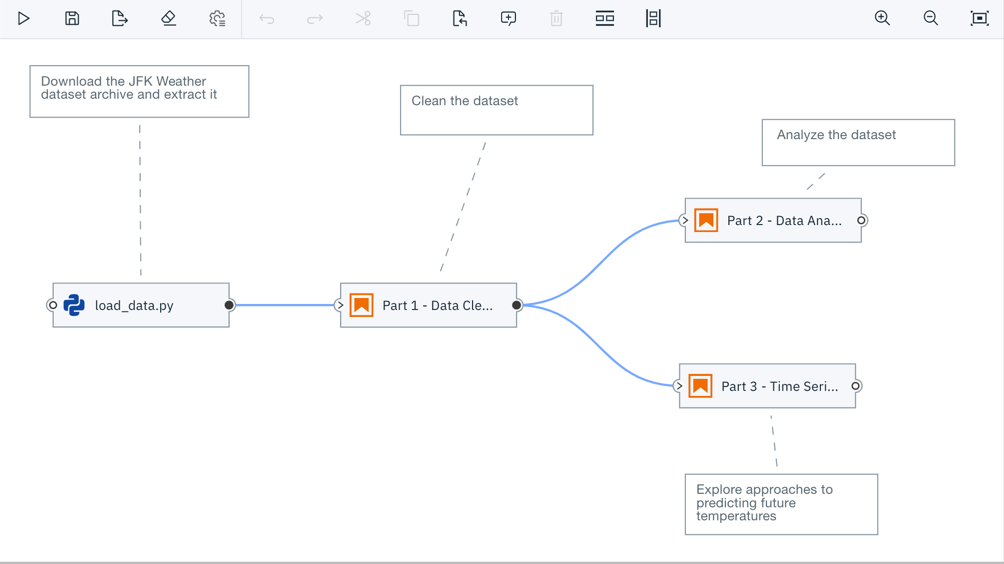 Download the JFK Weather
dataset archive and extract it
Clean the dataset
Analyze the dataset
Part 2 - Data Ana...
load_data.py
Part 1 - Data Cle...
Part 3 - Time Seri...
Explore approaches to
predicting future
temperatures